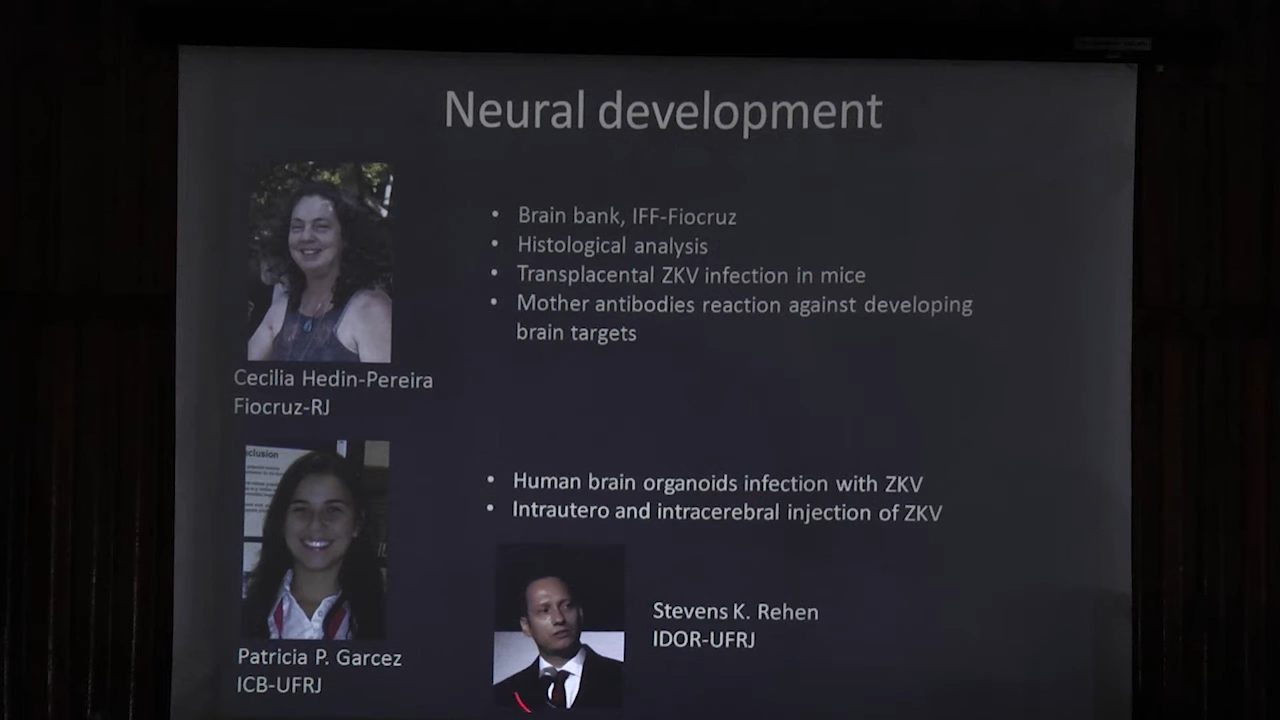 Neural development
• Brain bank, IFF-Fiocruz
• Histological analysis
• Transplacental ZKV infection in mice
• Mother antibodies reaction against developing
brain targets
Cecilia Hedin-Pereira
Fiocruz-RJ
• Human brain organoids infection with ZKV
• Intrautero and intracerebral injection of ZKV
Patricia P. Garcez
ICB-UFRJ
Stevens K. Rehen
IDOR-UFRJ
clusion